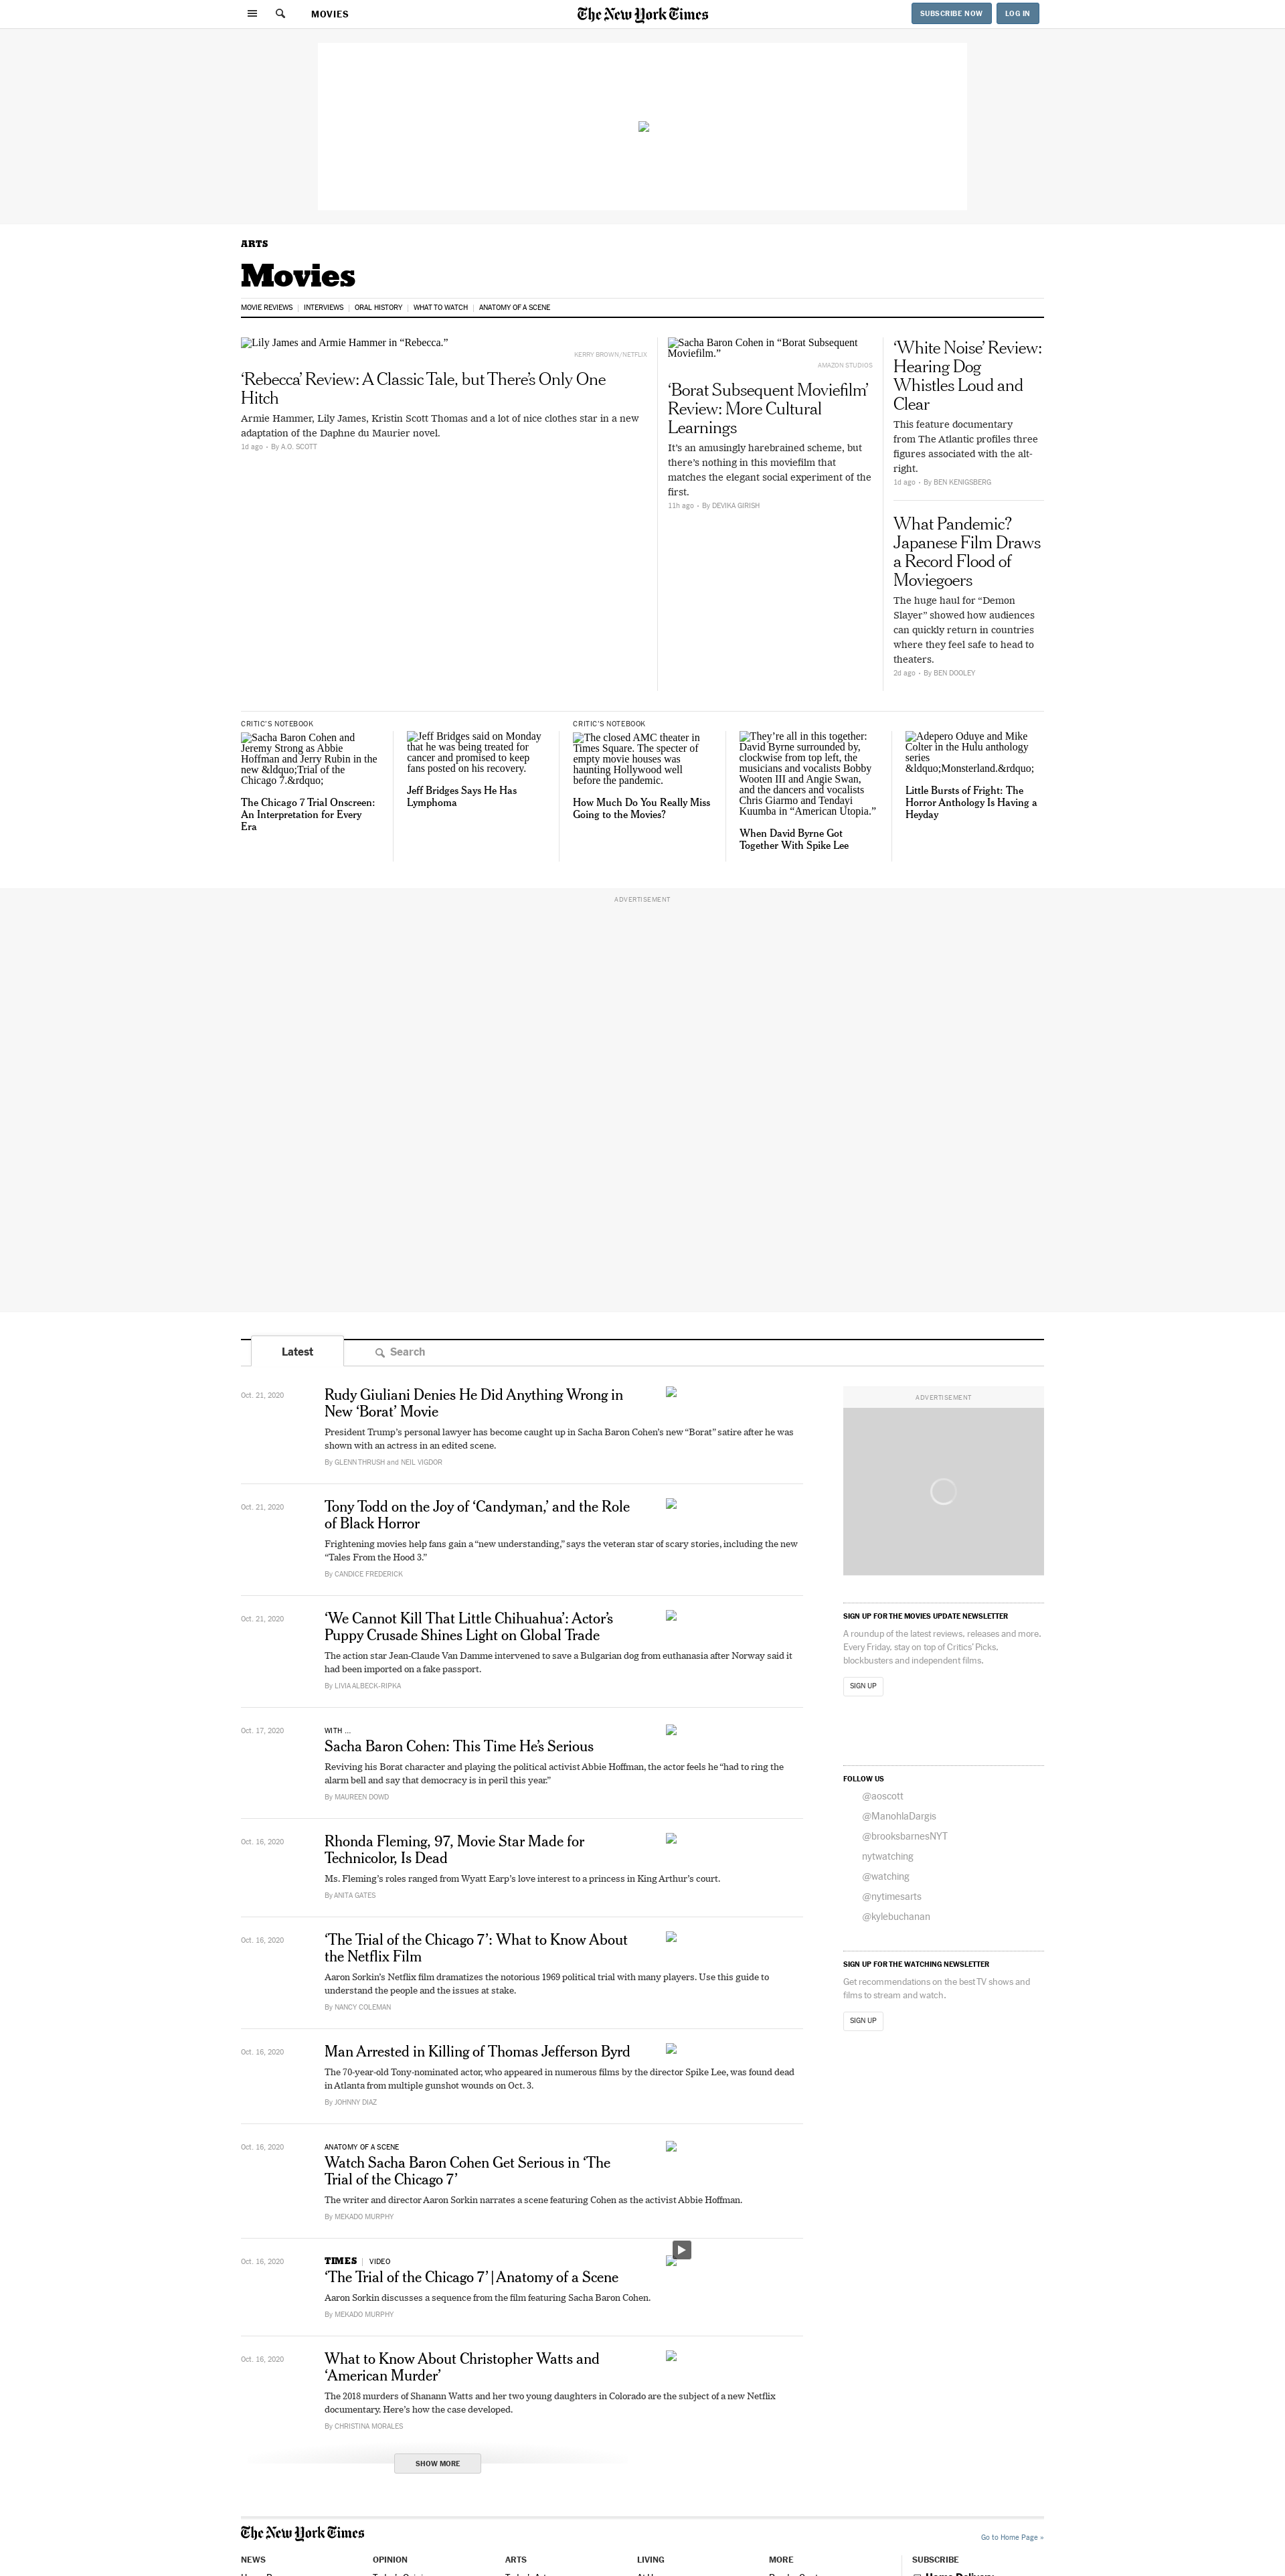 MOVIES
The New York Times
SUBSCRIBE NOW
LOG IN
ARTS
Movies
MOVIE REVIEWS | INTERVIEWS | ORAL HISTORY | WHAT TO WATCH | ANATOMY OF A SCENE
Lily James and Armie Hammer in “Rebecca.”
KERRY BROWN/NETFLIX
‘Rebecca’ Review: A Classic Tale, but There’s Only One
Hitch
Armie Hammer, Lily James, Kristin Scott Thomas and a lot of nice clothes star in a new
adaptation of the Daphne du Maurier novel.
1d ago • By A.O. SCOTT
Sacha Baron Cohen in “Borat Subsequent
Moviefilm.”
AMAZON STUDIOS
‘Borat Subsequent Moviefilm’
Review: More Cultural
Learnings
It’s an amusingly harebrained scheme, but
there’s nothing in this moviefilm that
matches the elegant social experiment of the
first.
11h ago • By DEVIKA GIRISH
‘White Noise’ Review:
Hearing Dog
Whistles Loud and
Clear
This feature documentary
from The Atlantic profiles three
figures associated with the alt-
right.
1d ago • By BEN KENIGSBERG
What Pandemic?
Japanese Film Draws
a Record Flood of
Moviegoers
The huge haul for “Demon
Slayer” showed how audiences
can quickly return in countries
where they feel safe to head to
theaters.
2d ago • By BEN DOOLEY
CRITIC’S NOTEBOOK
Sacha Baron Cohen and
Jeremy Strong as Abbie
Hoffman and Jerry Rubin in the
new &ldquo;Trial of the
Chicago 7.&rdquo;
The Chicago 7 Trial Onscreen:
An Interpretation for Every
Era
Jeff Bridges said on Monday
that he was being treated for
cancer and promised to keep
fans posted on his recovery.
Jeff Bridges Says He Has
Lymphoma
CRITIC’S NOTEBOOK
The closed AMC theater in
Times Square. The specter of
empty movie houses was
haunting Hollywood well
before the pandemic.
How Much Do You Really Miss
Going to the Movies?
They’re all in this together:
David Byrne surrounded by,
clockwise from top left, the
musicians and vocalists Bobby
Wooten III and Angie Swan,
and the dancers and vocalists
Chris Giarmo and Tendayi
Kuumba in “American Utopia.”
When David Byrne Got
Together With Spike Lee
Adepero Oduye and Mike
Colter in the Hulu anthology
series
&ldquo;Monsterland.&rdquo;
Little Bursts of Fright: The
Horror Anthology Is Having a
Heyday
ADVERTISEMENT
Latest
Search
Oct. 21, 2020
Rudy Giuliani Denies He Did Anything Wrong in
New ‘Borat’ Movie
President Trump’s personal lawyer has become caught up in Sacha Baron Cohen’s new “Borat” satire after he was
shown with an actress in an edited scene.
By GLENN THRUSH and NEIL VIGDOR
Oct. 21, 2020
Tony Todd on the Joy of ‘Candyman,’ and the Role
of Black Horror
Frightening movies help fans gain a “new understanding,” says the veteran star of scary stories, including the new
“Tales From the Hood 3.”
By CANDICE FREDERICK
Oct. 21, 2020
‘We Cannot Kill That Little Chihuahua’: Actor’s
Puppy Crusade Shines Light on Global Trade
The action star Jean-Claude Van Damme intervened to save a Bulgarian dog from euthanasia after Norway said it
had been imported on a fake passport.
By LIVIA ALBECK-RIPKA
Oct. 17, 2020
WITH ...
Sacha Baron Cohen: This Time He’s Serious
Reviving his Borat character and playing the political activist Abbie Hoffman, the actor feels he “had to ring the
alarm bell and say that democracy is in peril this year.”
By MAUREEN DOWD
Oct. 16, 2020
Rhonda Fleming, 97, Movie Star Made for
Technicolor, Is Dead
Ms. Fleming’s roles ranged from Wyatt Earp’s love interest to a princess in King Arthur’s court.
By ANITA GATES
Oct. 16, 2020
‘The Trial of the Chicago 7’: What to Know About
the Netflix Film
Aaron Sorkin’s Netflix film dramatizes the notorious 1969 political trial with many players. Use this guide to
understand the people and the issues at stake.
By NANCY COLEMAN
Oct. 16, 2020
Man Arrested in Killing of Thomas Jefferson Byrd
The 70-year-old Tony-nominated actor, who appeared in numerous films by the director Spike Lee, was found dead
in Atlanta from multiple gunshot wounds on Oct. 3.
By JOHNNY DIAZ
Oct. 16, 2020
ANATOMY OF A SCENE
Watch Sacha Baron Cohen Get Serious in ‘The
Trial of the Chicago 7’
The writer and director Aaron Sorkin narrates a scene featuring Cohen as the activist Abbie Hoffman.
By MEKADO MURPHY
Oct. 16, 2020
TIMES | VIDEO
‘The Trial of the Chicago 7’ | Anatomy of a Scene
Aaron Sorkin discusses a sequence from the film featuring Sacha Baron Cohen.
By MEKADO MURPHY
Oct. 16, 2020
What to Know About Christopher Watts and
‘American Murder’
The 2018 murders of Shanann Watts and her two young daughters in Colorado are the subject of a new Netflix
documentary. Here’s how the case developed.
By CHRISTINA MORALES
SHOW MORE
ADVERTISEMENT
SIGN UP FOR THE MOVIES UPDATE NEWSLETTER
A roundup of the latest reviews, releases and more.
Every Friday, stay on top of Critics’ Picks,
blockbusters and independent films.
SIGN UP
FOLLOW US
@aoscott
@ManohlaDargis
@brooksbarnesNYT
nytwatching
@watching
@nytimesarts
@kylebuchanan
SIGN UP FOR THE WATCHING NEWSLETTER
Get recommendations on the best TV shows and
films to stream and watch.
SIGN UP
The New York Times
Go to Home Page »
NEWS
OPINION
ARTS
LIVING
MORE
SUBSCRIBE